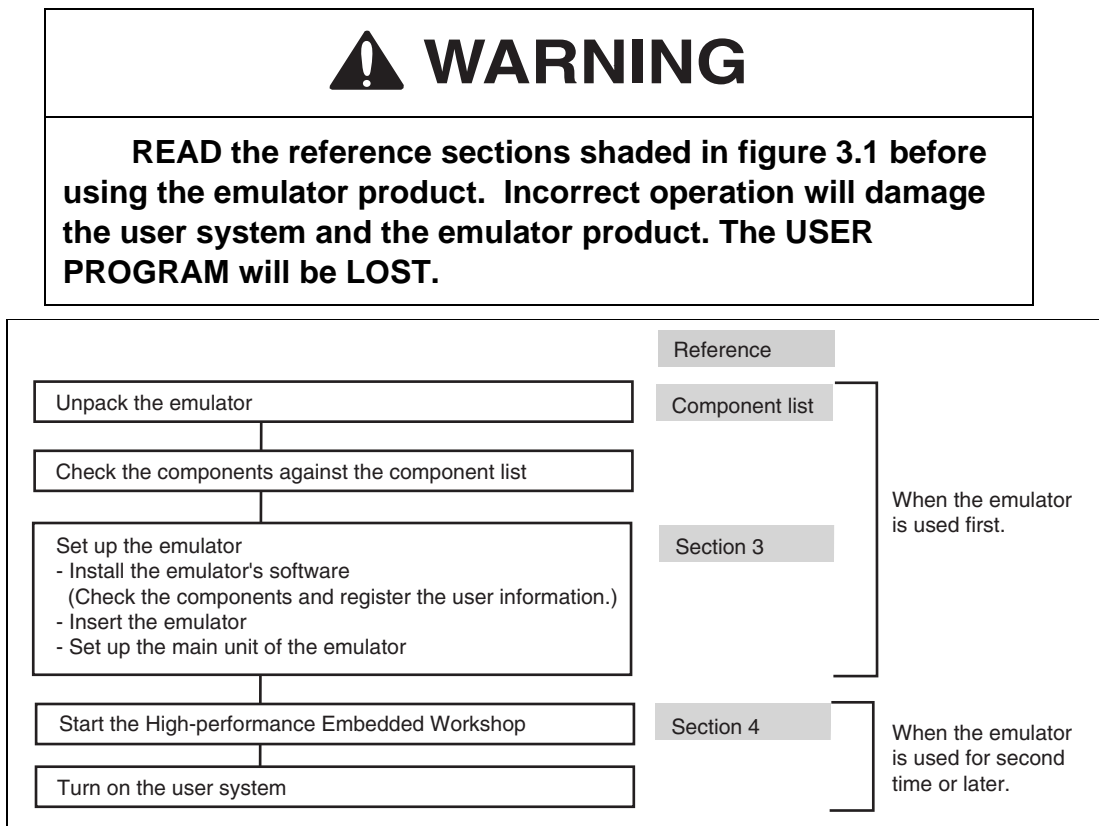 WARNING
READ the reference sections shaded in figure 3.1 before
using the emulator product. Incorrect operation will damage
the user system and the emulator product. The USER
PROGRAM will be LOST.
Reference
Unpack the emulator
Component list
Check the components against the component list
When the emulator
is used first.
Set up the emulator
- Install the emulator's software
(Check the components and register the user information.)
- Insert the emulator
- Set up the main unit of the emulator
Section 3
Start the High-performance Embedded Workshop
Section 4
When the emulator
is used for second
time or later.
Turn on the user system